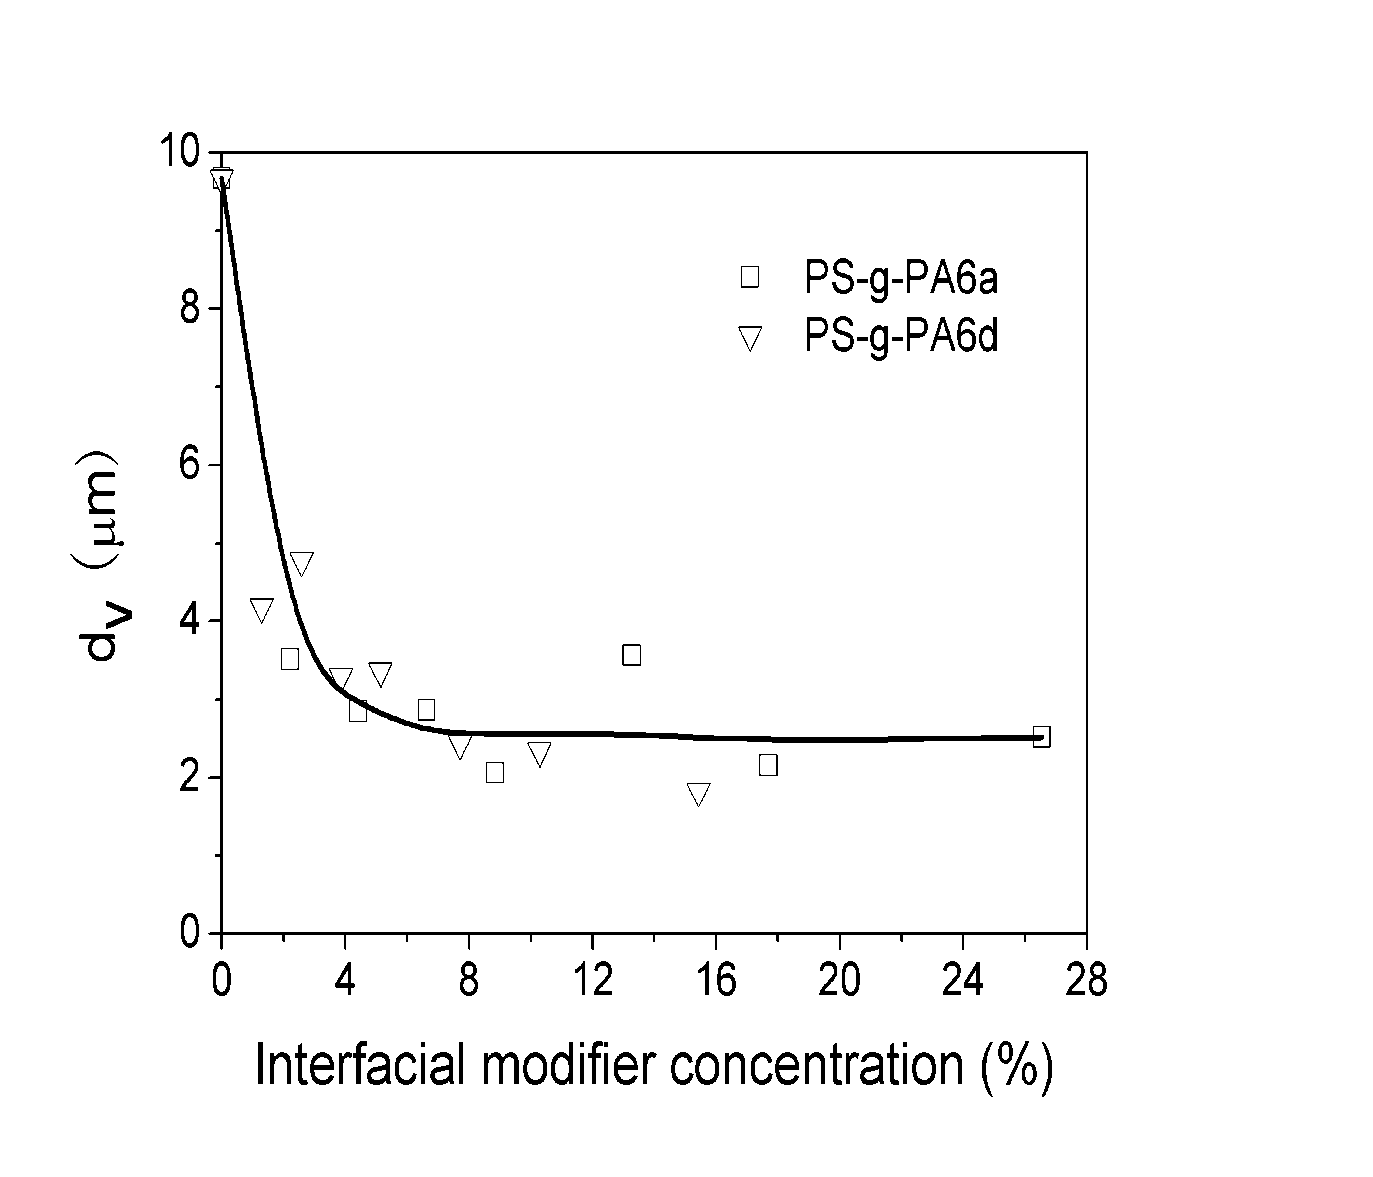 10
8
6
4
2
0
dv (μm)
PS-g-PA6a
PS-g-PA6d
0 4 8 12 16 20 24 28
Interfacial modifier concentration (%)